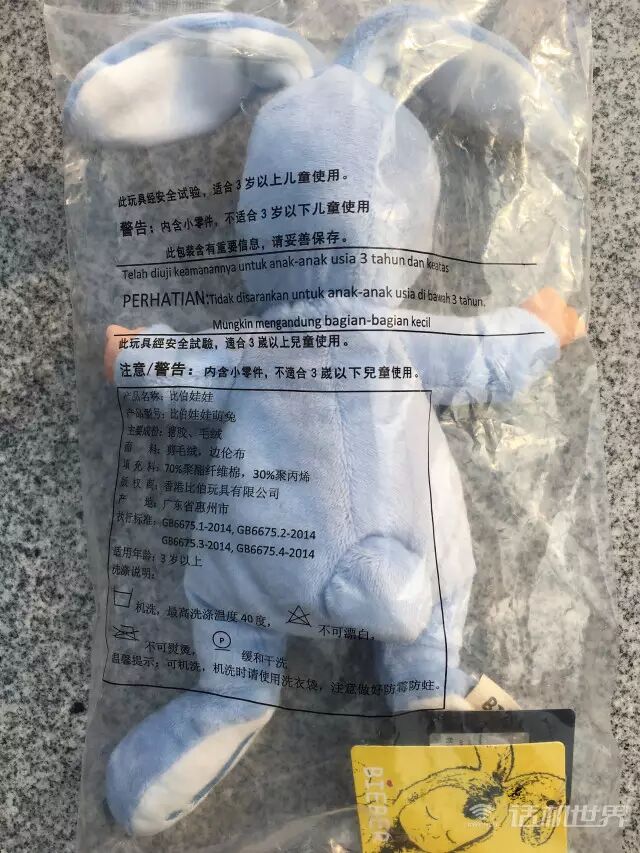 此玩具经安全试验，适合3岁以上儿童使用。
警告：内含小零件，不适合3岁以下儿童使用
此包装含有重要信息，请妥善保存。
Telah diuji keamanannya untuk anak-anak usia 3 tahun dan keatas
PERHATIAN:Tidak disarankan untuk anak-anak usia di bawah 3 tahun.
Mungkin mengandung bagian-bagian kecil
此玩具經安全試驗，適合3嵗以上兒童使用。
注意/警告：内含小零件，不適合3嵗以下兒童使用。
产品名称：比伯娃娃
产品型号：比伯娃娃萌兔
主要成份：搪胶、毛绒
面 料：剪毛绒，边伦布
填 充 料：70%聚酯纤维棉，30%聚丙烯
版 权 商：香港比伯玩具有限公司
产 地：广东省惠州市
执行标准：GB6675.1-2014, GB6675.2-2014
GB6675.3-2014, GB6675.4-2014
适用年龄：3岁以上
洗涤说明：
机洗，最高洗涤温度40度，
不可漂白，
不可熨烫，
P
缓和干洗
温馨提示：可机洗，机洗时请使用洗衣袋，注意做好防霉防蛀。
话机世界